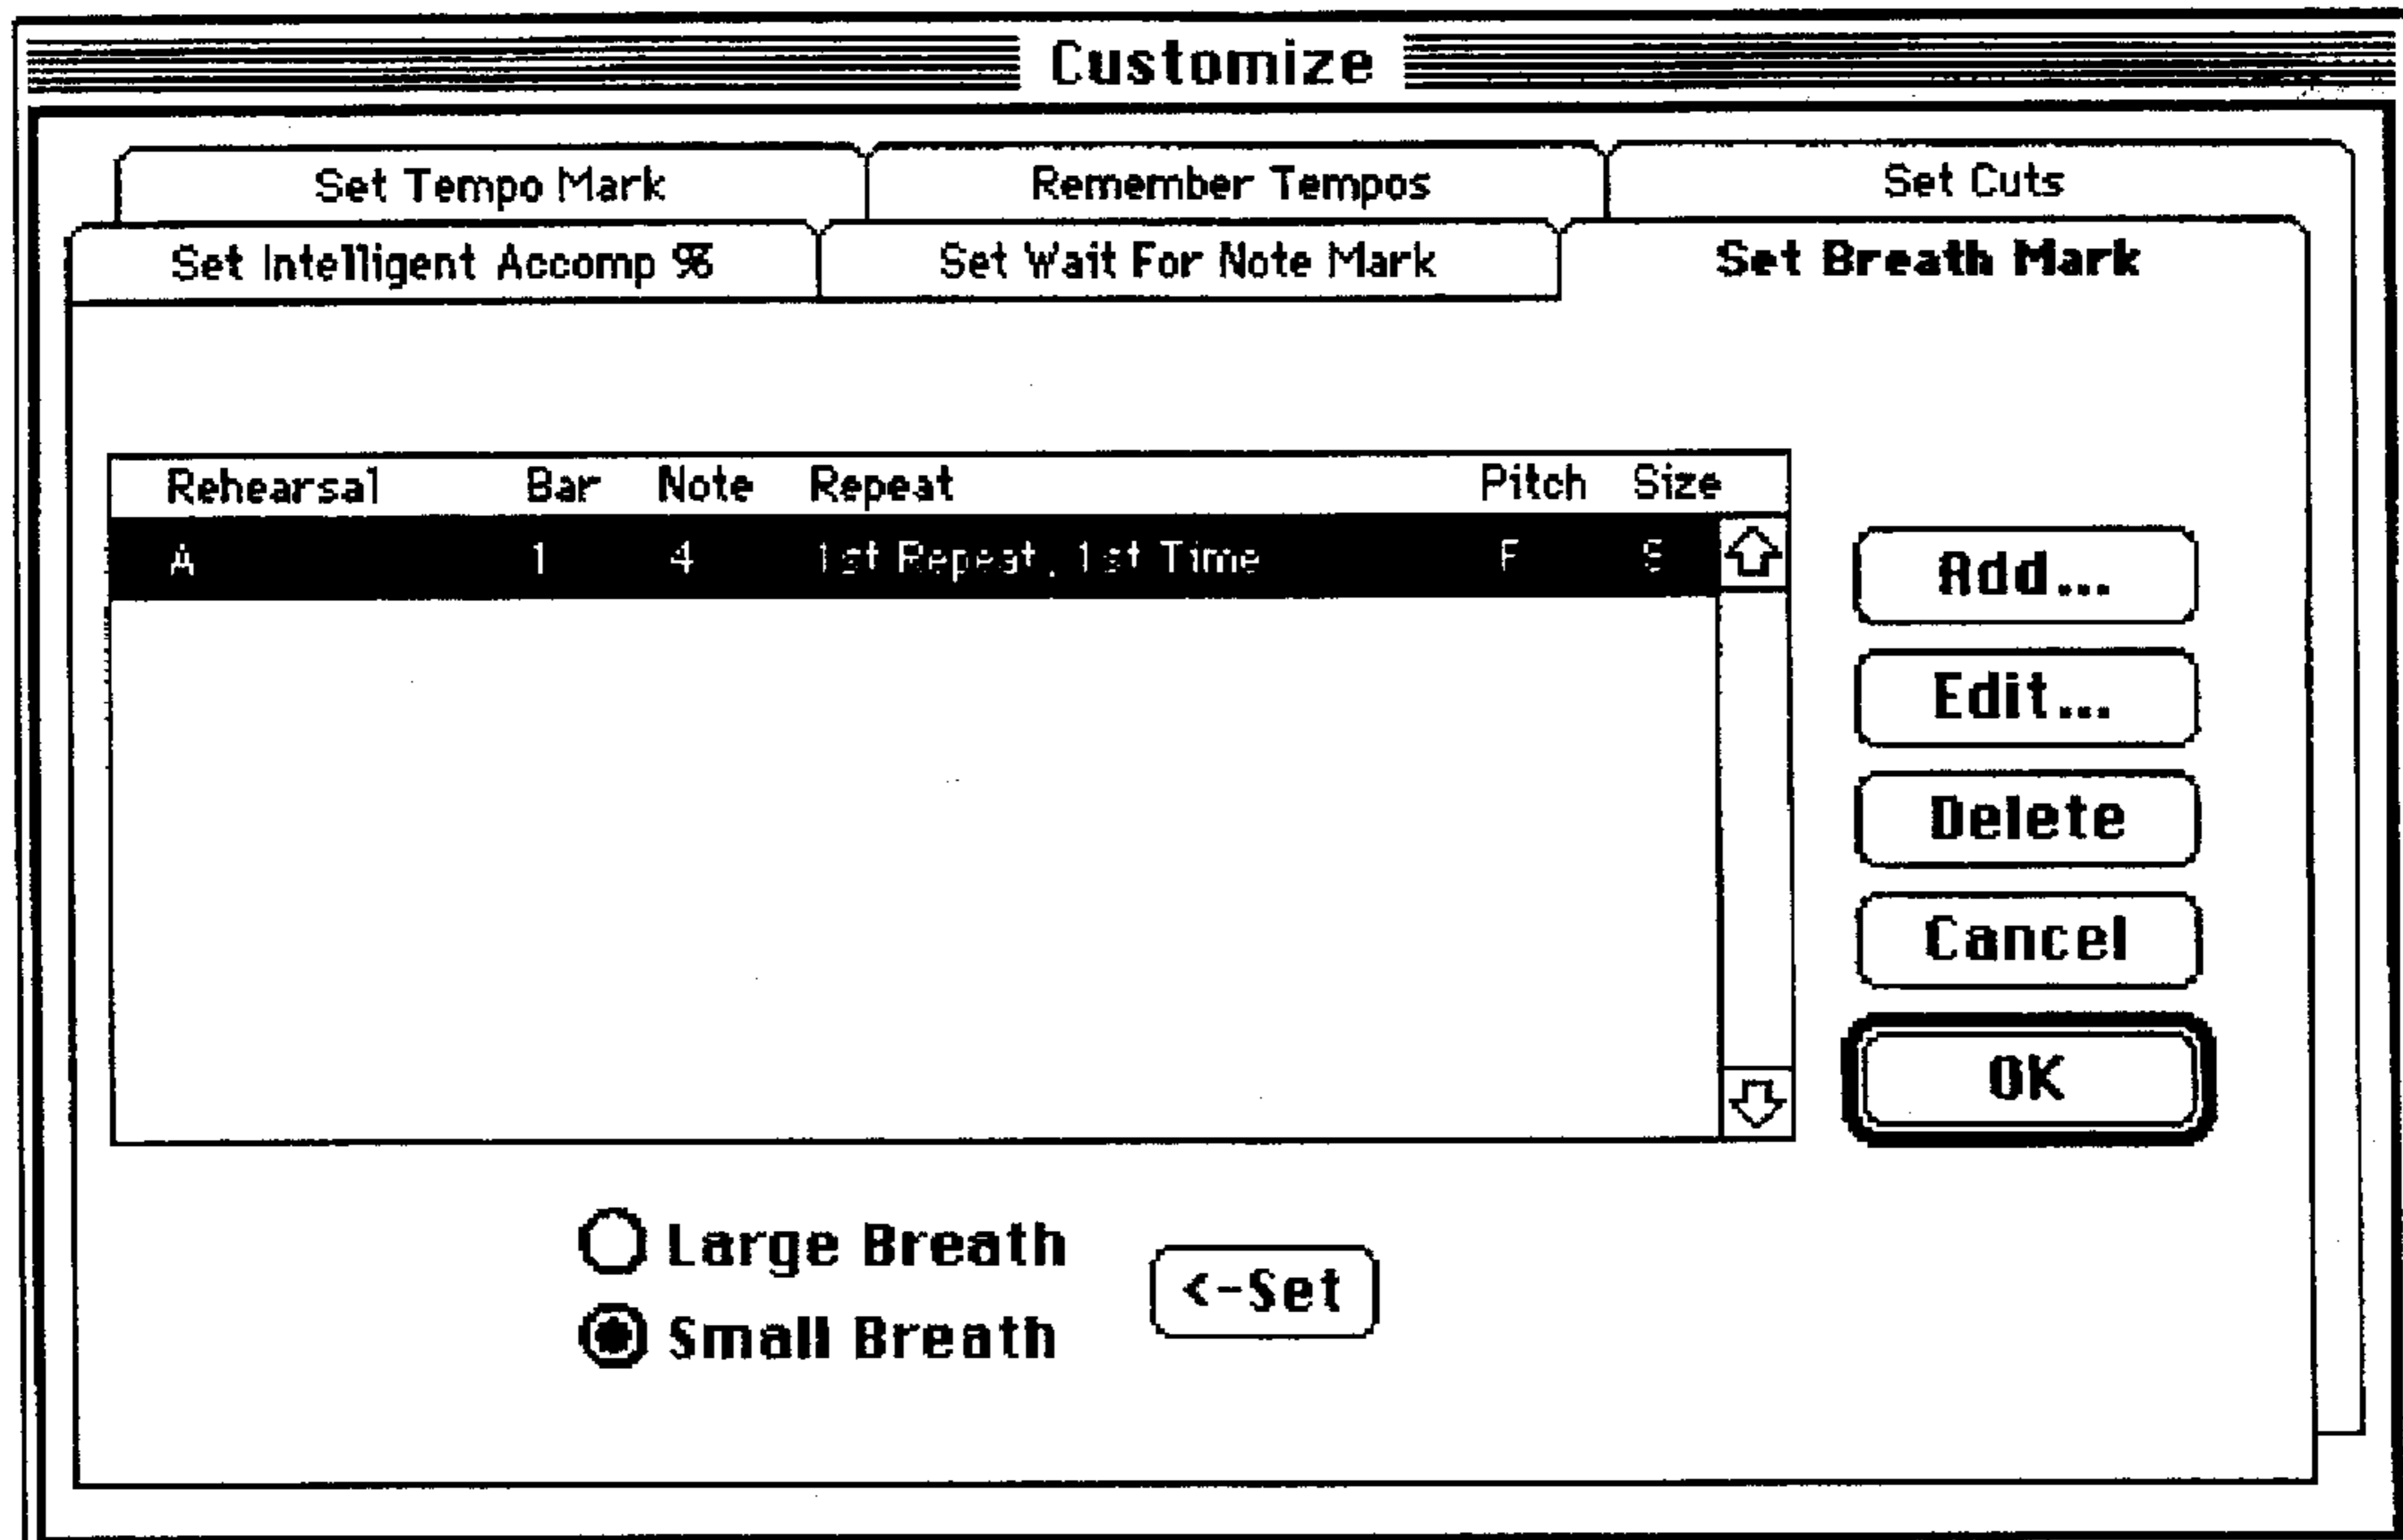 Customize
Set Tempo Mark Remember Tempos Set Cuts
Set Intelligent Accomp % Set Wait For Note Mark Set Breath Mark
Rehearsal Bar Note Repeat Pitch Size
A 1 4 1st Repeat, 1st Time F S
Add...
Edit...
Delete
Cancel
OK
Large Breath
<-Set
Small Breath